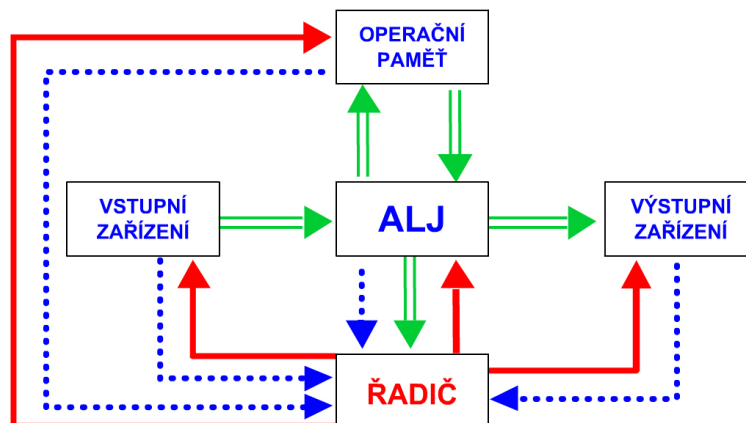 OPERAČNÍ
PAMĚŤ
VSTUPNÍ
ZAŘÍZENÍ
ALJ
VÝSTUPNÍ
ZAŘÍZENÍ
ŘADIČ